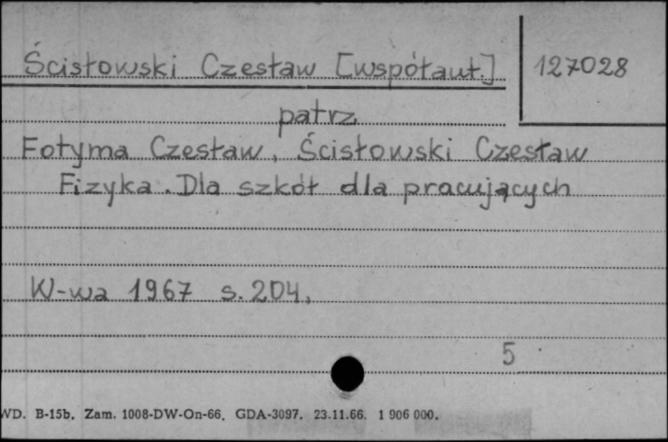 Ścisłowski Czesław [współaut.] 127028
patrz
Fotyma Czesław, Ścisłowski Czesław
Fizyka. Dla szkół dla pracujących
W-wa 1967 s. 204,
5
WD. B-15b. Zam. 1008-DW-On-66. GDA-3097. 23.11.66. 1 906 000.